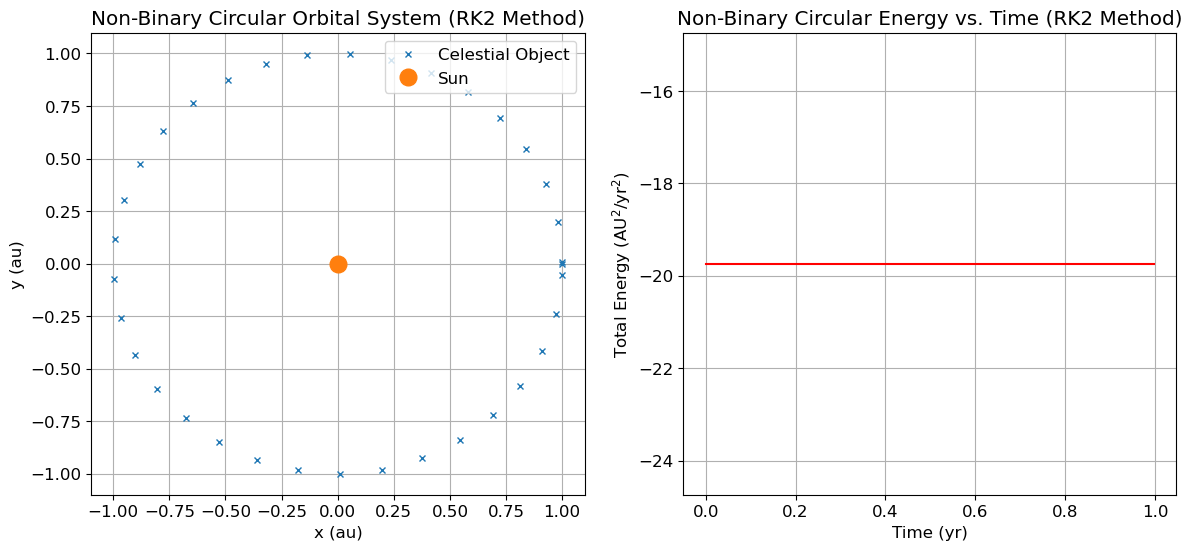 Non-Binary Circular Orbital System (RK2 Method)
1.00
0.75
0.50
0.25
0.00
−0.25
−0.50
−0.75
−1.00
y (au)
Celestial Object
Sun
−1.00 −0.75 −0.50 −0.25 0.00 0.25 0.50 0.75 1.00
x (au)
Non-Binary Circular Energy vs. Time (RK2 Method)
−16
−18
−20
−22
−24
Total Energy (AU²/yr²)
0.0 0.2 0.4 0.6 0.8 1.0
Time (yr)